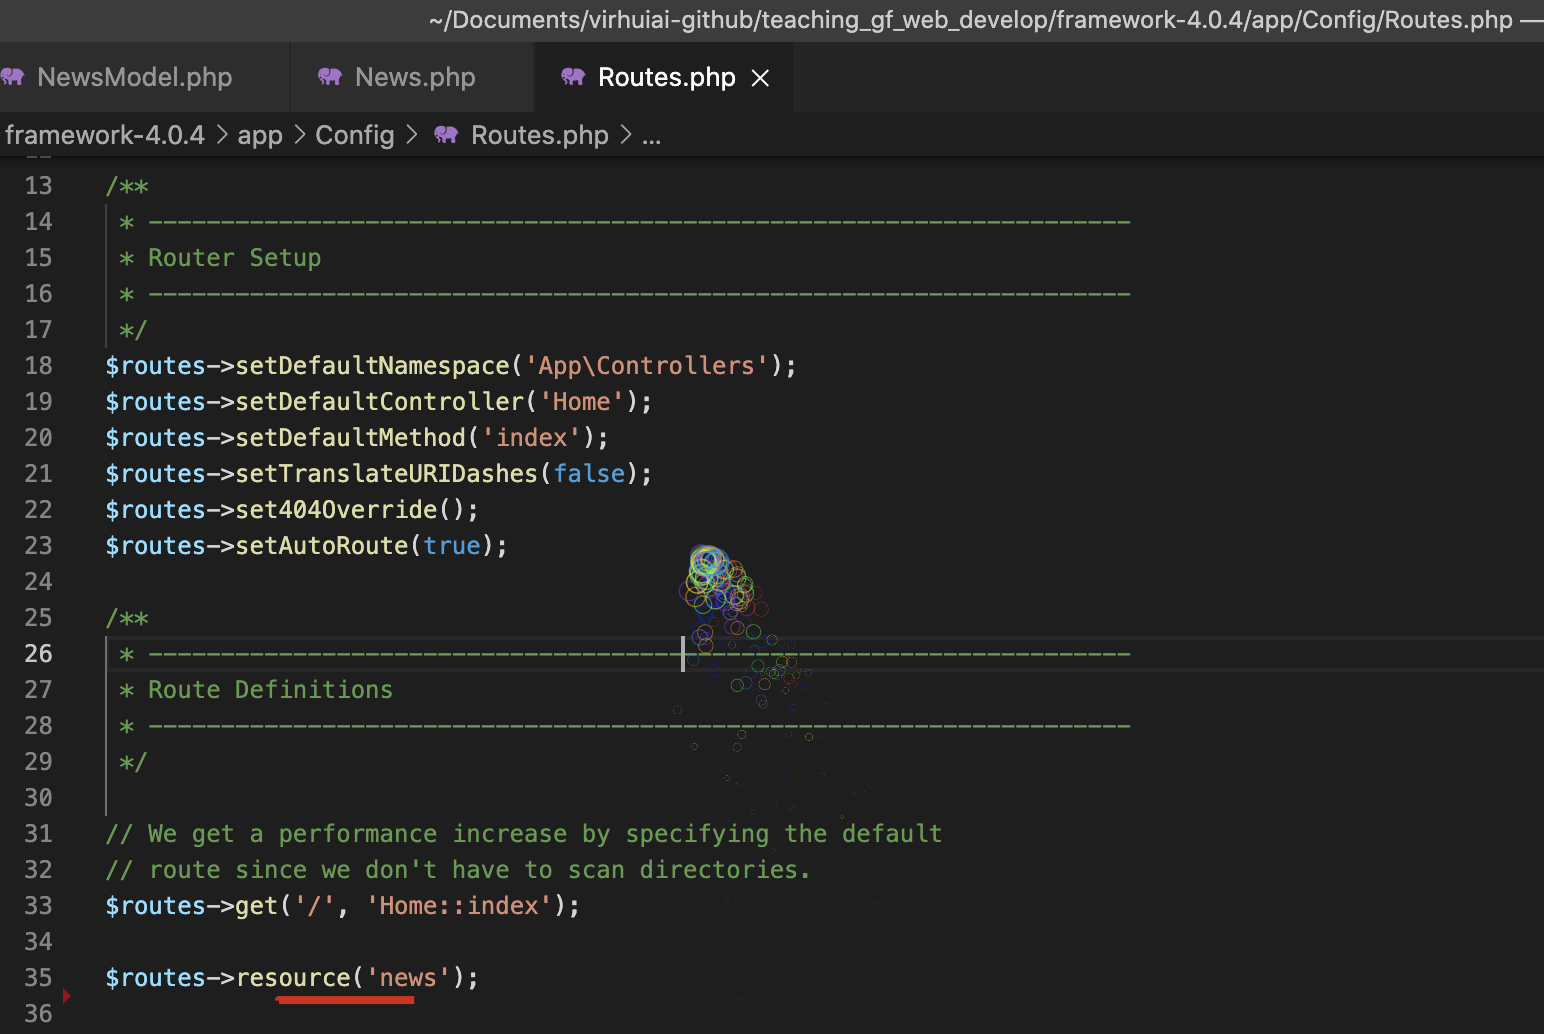 ~/Documents/virhuiai-github/teaching_gf_web_develop/framework-4.0.4/app/Config/Routes.php —
NewsModel.php News.php Routes.php ×
framework-4.0.4 > app > Config > Routes.php > ...
13 /**
14 * --------------------------------------------------------------------
15 * Router Setup
16 * --------------------------------------------------------------------
17 */
18 $routes->setDefaultNamespace('App\Controllers');
19 $routes->setDefaultController('Home');
20 $routes->setDefaultMethod('index');
21 $routes->setTranslateURIDashes(false);
22 $routes->set404Override();
23 $routes->setAutoRoute(true);
24
25 /**
26 * --------------------------------------------------------------------
27 * Route Definitions
28 * --------------------------------------------------------------------
29 */
30
31 // We get a performance increase by specifying the default
32 // route since we don't have to scan directories.
33 $routes->get('/', 'Home::index');
34
35 $routes->resource('news');
36